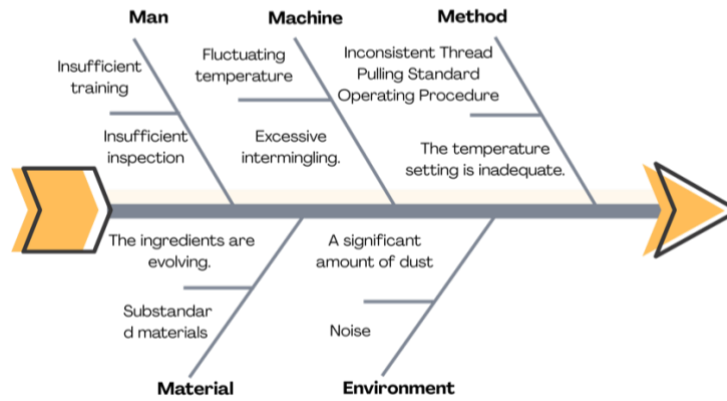 Man
Machine
Method
Insufficient
training
Insufficient
inspection
Fluctuating
temperature
Excessive
intermingling.
Inconsistent Thread
Pulling Standard
Operating Procedure
The temperature
setting is inadequate.
The ingredients are
evolving.
Substandar
d materials
A significant
amount of dust
Noise
Material
Environment